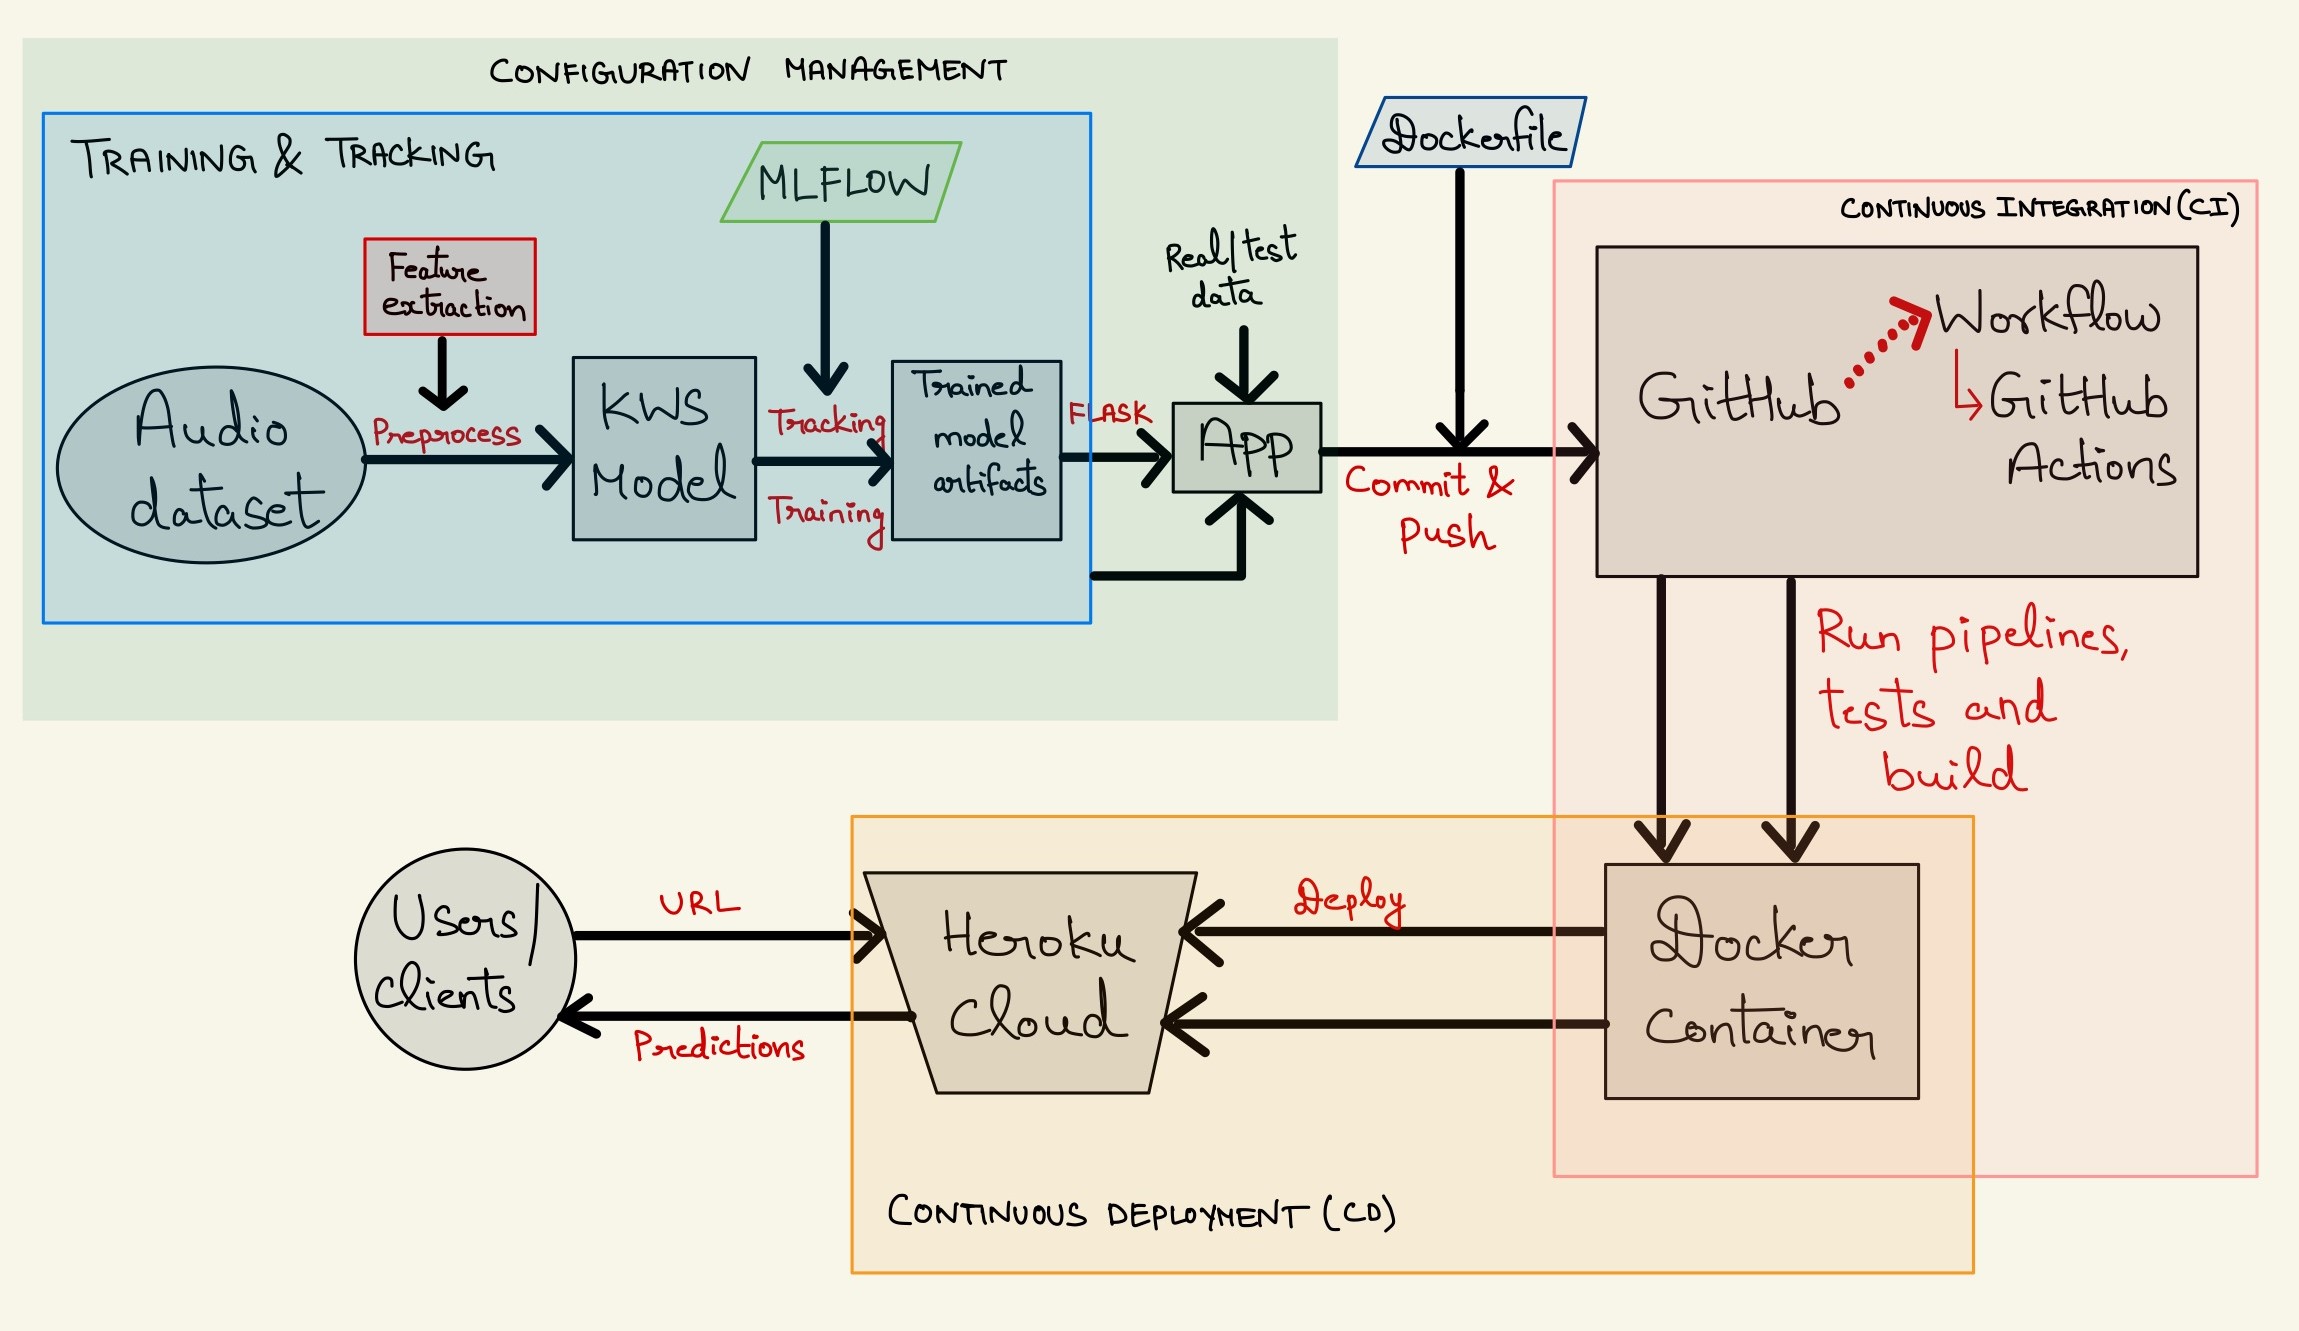 CONFIGURATION MANAGEMENT
TRAINING & TRACKING
MLFLOW
Feature
extraction
Audio
dataset
Preprocess
KWS
Model
Tracking
Training
Trained
model
artifacts
FLASK
Real/test
data
App
Dockerfile
Commit &
Push
CONTINUOUS INTEGRATION (CI)
GitHub
Workflow
GitHub
Actions
Run pipelines,
tests and
build
Users/
clients
URL
Predictions
Heroku
Cloud
Deploy
Docker
Container
CONTINUOUS DEPLOYMENT (CD)